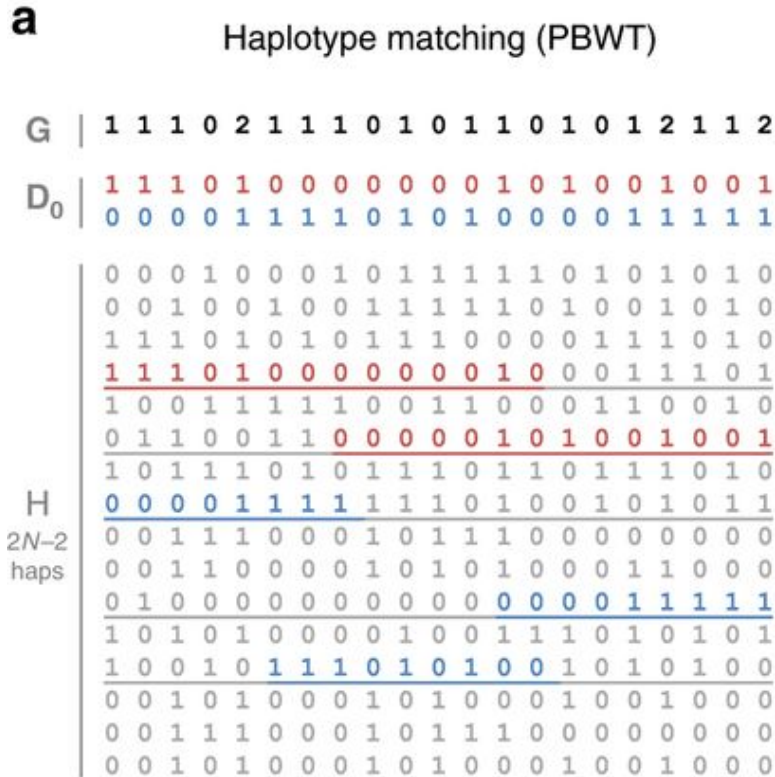 a
Haplotype matching (PBWT)
G 1 1 1 0 2 1 1 1 0 1 0 1 1 0 1 0 1 2 1 1 2
D0 1 1 1 0 1 0 0 0 0 0 0 0 1 0 1 0 0 1 0 0 1
0 0 0 0 1 1 1 1 0 1 0 1 0 0 0 0 1 1 1 1 1
0 0 0 1 0 0 0 1 0 1 1 1 1 1 0 1 0 1 0 1 0
0 0 1 0 0 1 0 0 1 1 1 1 1 1 0 1 0 0 1 0 0
1 1 1 0 1 0 1 0 1 1 1 0 0 0 0 1 1 1 0 1 0
1 1 1 0 1 0 0 0 0 0 0 0 1 0 0 0 1 1 1 0 1
1 0 0 1 1 1 1 1 0 0 1 1 0 0 0 1 1 0 0 1 0
0 1 1 0 0 1 1 0 0 0 0 0 1 0 1 0 0 1 0 0 1
1 0 1 1 1 0 1 0 1 1 1 0 1 1 0 1 1 1 0 1 0
H 0 0 0 0 1 1 1 1 1 1 1 0 1 0 0 1 0 1 0 1 1
2N–2 0 0 1 1 1 0 0 0 1 0 1 1 1 0 0 0 0 0 0 0 0
haps 0 0 1 1 0 0 0 0 1 0 1 0 1 0 0 0 1 1 0 0 0
0 1 0 0 0 0 0 0 0 0 0 0 0 0 0 0 1 1 1 1 1
1 0 1 0 1 0 0 0 0 1 0 0 1 1 1 0 1 0 1 0 1
1 0 0 1 0 1 1 1 0 1 0 1 0 0 1 0 1 0 1 0 0
0 0 1 0 1 0 0 0 1 0 1 0 0 0 1 0 0 1 0 0 0
0 0 1 1 1 0 0 0 1 0 1 1 1 0 0 0 0 0 0 0 0
0 0 1 0 1 0 0 0 1 0 1 0 0 0 1 0 0 1 0 0 0